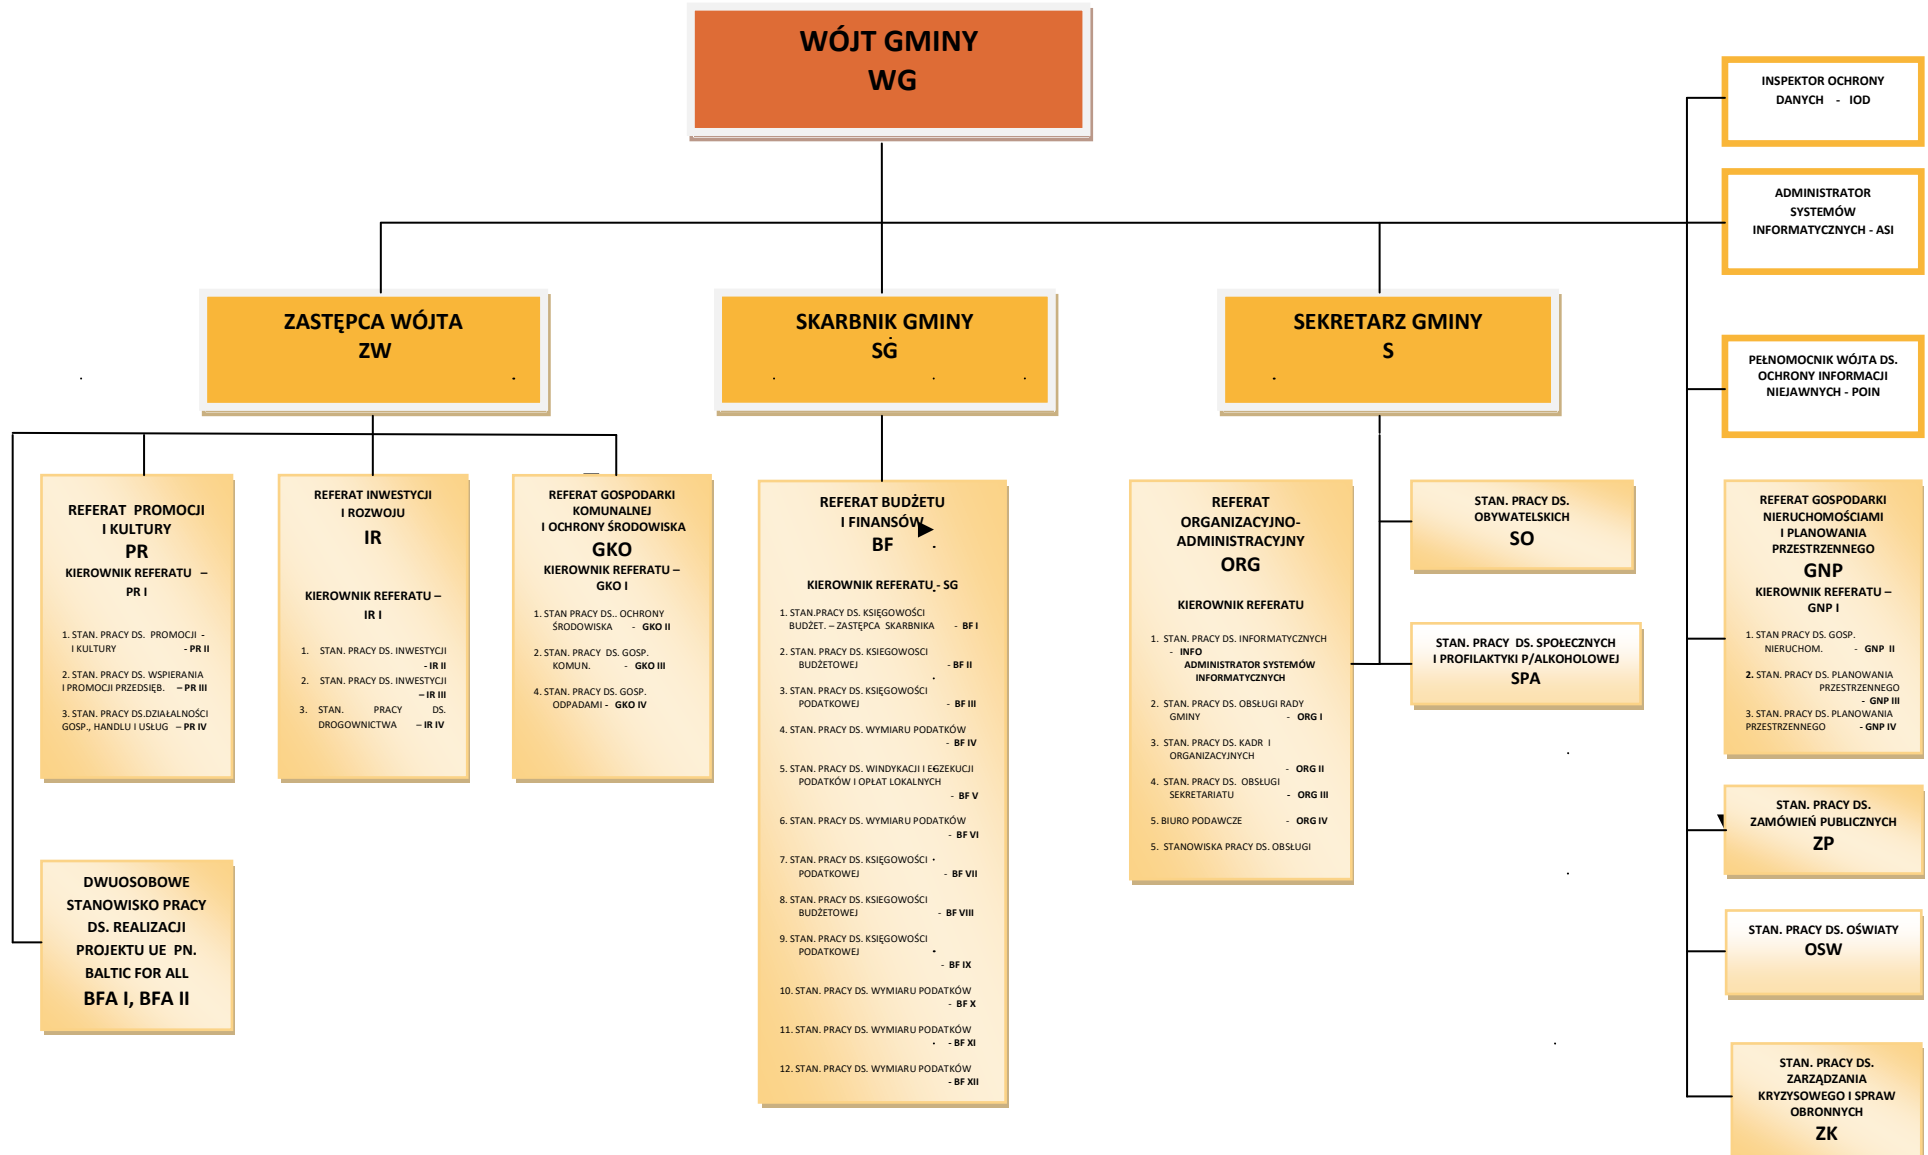 WÓJT GMINY
WG
INSPEKTOR OCHRONY
DANYCH - IOD
ADMINISTRATOR
SYSTEMÓW
INFORMATYCZNYCH - ASI
PEŁNOMOCNIK WÓJTA DS.
OCHRONY INFORMACJI
NIEJAWNYCH - POIN
ZASTĘPCA WÓJTA
ZW
SKARBNIK GMINY
SG
SEKRETARZ GMINY
S
REFERAT PROMOCJI
I KULTURY
PR
KIEROWNIK REFERATU –
PR I
1. STAN. PRACY DS. PROMOCJI -
I KULTURY - PR II
2. STAN. PRACY DS. WSPIERANIA
I PROMOCJI PRZEDSIĘB. – PR III
3. STAN. PRACY DS.DZIAŁALNOŚCI
GOSP., HANDLU I USŁUG – PR IV
REFERAT INWESTYCJI
I ROZWOJU
IR
KIEROWNIK REFERATU –
IR I
1. STAN. PRACY DS. INWESTYCJI
- IR II
2. STAN. PRACY DS. INWESTYCJI
– IR III
3. STAN. PRACY DS.
DROGOWNICTWA – IR IV
REFERAT GOSPODARKI
KOMUNALNEJ
I OCHRONY ŚRODOWISKA
GKO
KIEROWNIK REFERATU –
GKO I
1. STAN PRACY DS.. OCHRONY
ŚRODOWISKA - GKO II
2. STAN. PRACY DS. GOSP.
KOMUN. - GKO III
4. STAN. PRACY DS. GOSP.
ODPADAMI - GKO IV
REFERAT BUDŻETU
I FINANSÓW
BF
KIEROWNIK REFERATU - SG
1. STAN.PRACY DS. KSIĘGOWOŚCI
BUDŻET. – ZASTĘPCA SKARBNIKA - BF I
2. STAN. PRACY DS. KSIEGOWOSCI
BUDŻETOWEJ - BF II
3. STAN. PRACY DS. KSIĘGOWOŚCI
PODATKOWEJ - BF III
4. STAN. PRACY DS. WYMIARU PODATKÓW
- BF IV
5. STAN. PRACY DS. WINDYKACJI I EGZEKUCJI
PODATKÓW I OPŁAT LOKALNYCH
- BF V
6. STAN. PRACY DS. WYMIARU PODATKÓW
- BF VI
7. STAN. PRACY DS. KSIĘGOWOŚCI
PODATKOWEJ - BF VII
8. STAN. PRACY DS. KSIEGOWOŚCI
BUDŻETOWEJ - BF VIII
9. STAN. PRACY DS. KSIĘGOWOŚCI
PODATKOWEJ
- BF IX
10. STAN. PRACY DS. WYMIARU PODATKÓW
- BF X
11. STAN. PRACY DS. WYMIARU PODATKÓW
- BF XI
12. STAN. PRACY DS. WYMIARU PODATKÓW
- BF XII
REFERAT
ORGANIZACYJNO-
ADMINISTRACYJNY
ORG
KIEROWNIK REFERATU
1. STAN. PRACY DS. INFORMATYCZNYCH
- INFO
ADMINISTRATOR SYSTEMÓW
INFORMATYCZNYCH
2. STAN. PRACY DS. OBSŁUGI RADY
GMINY - ORG I
3. STAN. PRACY DS. KADR I
ORGANIZACYJNYCH
- ORG II
4. STAN. PRACY DS. OBSŁUGI
SEKRETARIATU - ORG III
5. BIURO PODAWCZE - ORG IV
5. STANOWISKA PRACY DS. OBSŁUGI
STAN. PRACY DS.
OBYWATELSKICH
SO
STAN. PRACY DS. SPOŁECZNYCH
I PROFILAKTYKI P/ALKOHOLOWEJ
SPA
REFERAT GOSPODARKI
NIERUCHOMOŚCIAMI
I PLANOWANIA
PRZESTRZENNEGO
GNP
KIEROWNIK REFERATU –
GNP I
1. STAN PRACY DS. GOSP.
NIERUCHOM. - GNP II
2. STAN. PRACY DS. PLANOWANIA
PRZESTRZENNEGO
- GNP III
3. STAN. PRACY DS. PLANOWANIA
PRZESTRZENNEGO - GNP IV
STAN. PRACY DS.
ZAMÓWIEŃ PUBLICZNYCH
ZP
DWUOSOBOWE
STANOWISKO PRACY
DS. REALIZACJI
PROJEKTU UE PN.
BALTIC FOR ALL
BFA I, BFA II
STAN. PRACY DS. OŚWIATY
OSW
STAN. PRACY DS.
ZARZĄDZANIA
KRYZYSOWEGO I SPRAW
OBRONNYCH
ZK